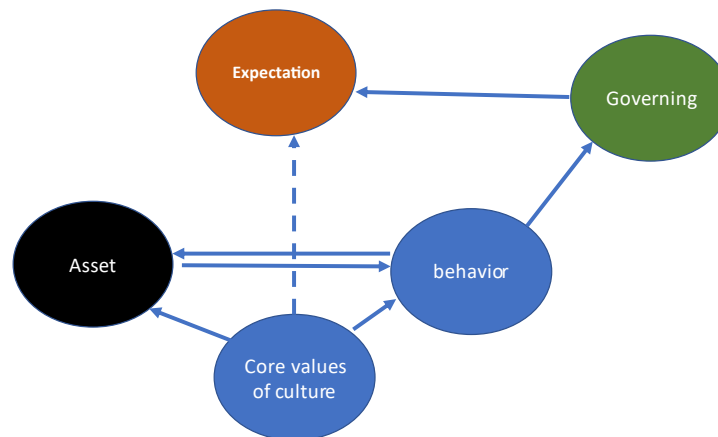 Expectation
Governing
Asset
behavior
Core values
of culture